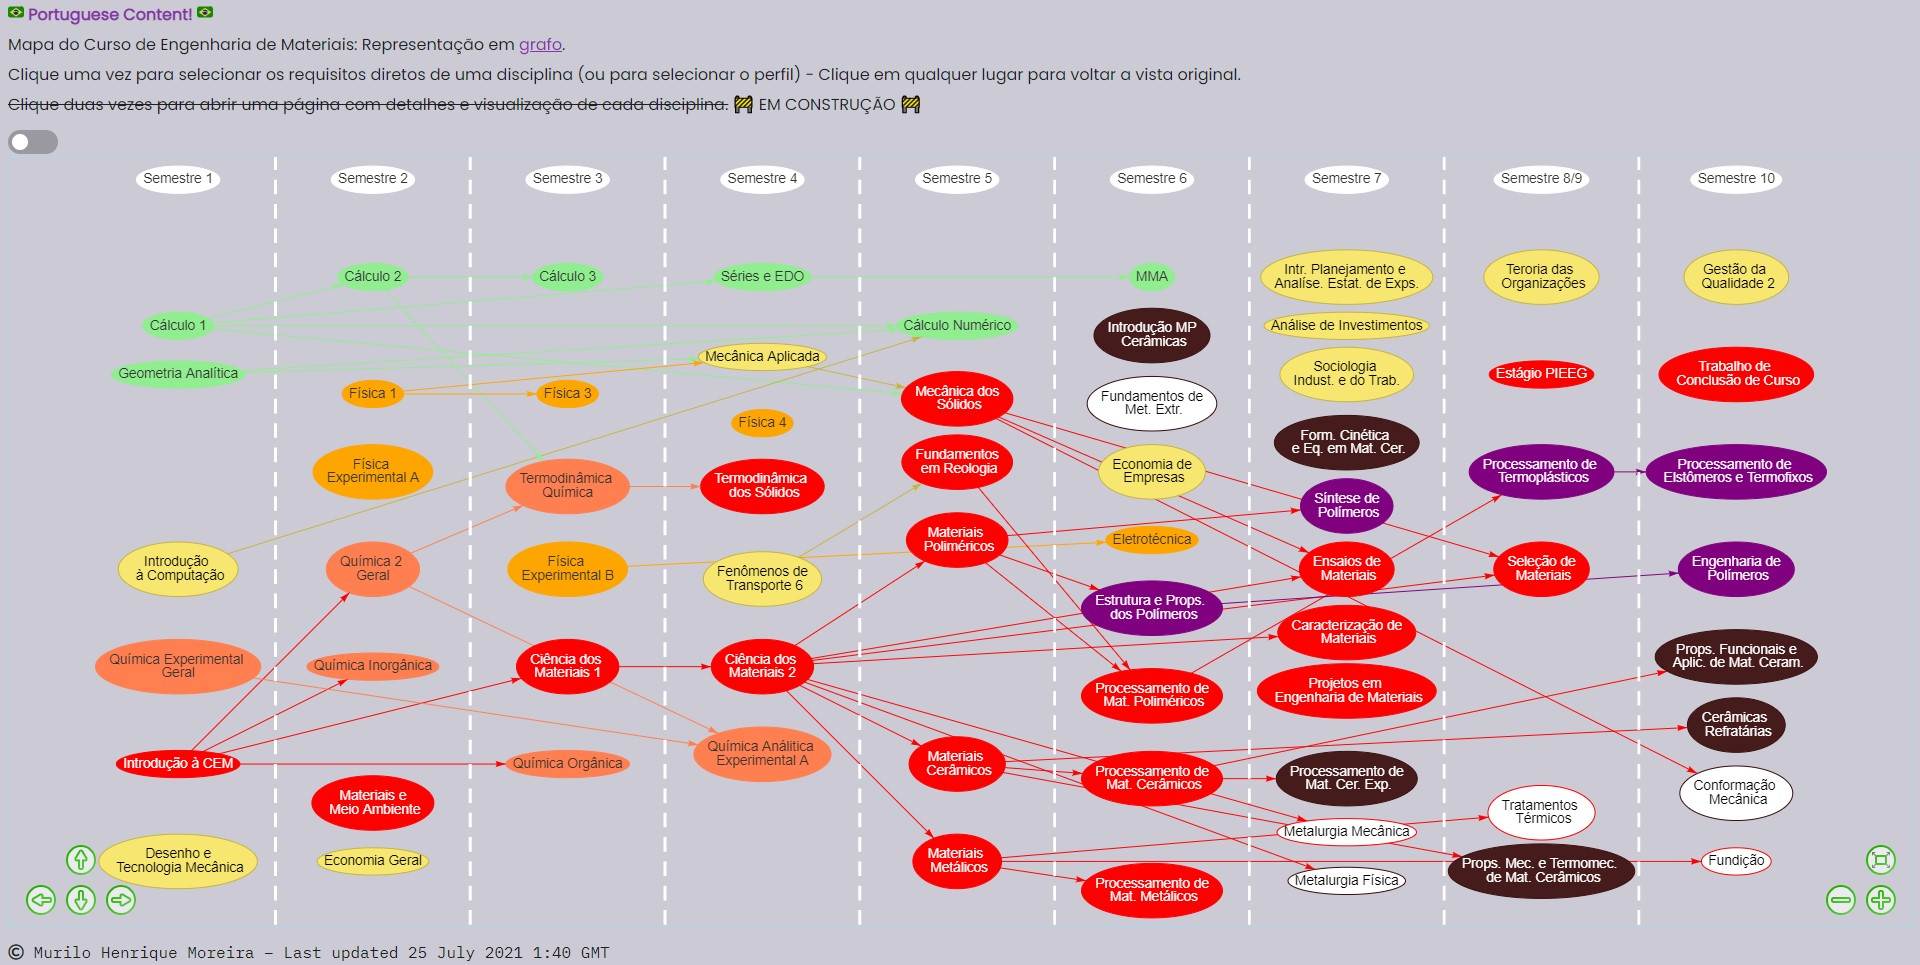 Portuguese Content!
Mapa do Curso de Engenharia de Materiais: Representação em grafo.
Clique uma vez para selecionar os requisitos diretos de uma disciplina (ou para selecionar o perfil) - Clique em qualquer lugar para voltar a vista original.
Clique duas vezes para abrir uma página com detalhes e visualização de cada disciplina. 🚧 EM CONSTRUÇÃO 🚧
Semestre 1
Cálculo 1
Geometria Analítica
Introdução
à Computação
Química Experimental
Geral
Introdução à CEM
Desenho e
Tecnologia Mecânica
Semestre 2
Cálculo 2
Física 1
Física
Experimental A
Química 2
Geral
Química Inorgânica
Materiais e
Meio Ambiente
Economia Geral
Semestre 3
Cálculo 3
Física 3
Termodinâmica
Química
Física
Experimental B
Ciência dos
Materiais 1
Química Orgânica
Semestre 4
Séries e EDO
Mecânica Aplicada
Física 4
Termodinâmica
dos Sólidos
Fenômenos de
Transporte 6
Ciência dos
Materiais 2
Química Análitica
Experimental A
Semestre 5
Cálculo Numérico
Mecânica dos
Sólidos
Fundamentos
em Reologia
Materiais
Poliméricos
Materiais
Cerâmicos
Materiais
Metálicos
Semestre 6
MMA
Introdução MP
Cerâmicas
Fundamentos de
Met. Extr.
Economia de
Empresas
Eletrotécnica
Estrutura e Props.
dos Polímeros
Processamento de
Mat. Poliméricos
Processamento de
Mat. Cerâmicos
Processamento de
Mat. Metálicos
Semestre 7
Intr. Planejamento e
Analíse. Estat. de Exps.
Análise de Investimentos
Sociologia
Indust. e do Trab.
Form. Cinética
e Eq. em Mat. Cer.
Síntese de
Polímeros
Ensaios de
Materiais
Caracterização de
Materiais
Projetos em
Engenharia de Materiais
Processamento de
Mat. Cer. Exp.
Metalurgia Mecânica
Metalurgia Física
Semestre 8/9
Teroria das
Organizações
Estágio PIEEG
Processamento de
Termoplásticos
Seleção de
Materiais
Tratamentos
Térmicos
Props. Mec. e Termomec.
de Mat. Cerâmicos
Semestre 10
Gestão da
Qualidade 2
Trabalho de
Conclusão de Curso
Processamento de
Elstômeros e Termofixos
Engenharia de
Polímeros
Props. Funcionais e
Aplic. de Mat. Ceram.
Cerâmicas
Refratárias
Conformação
Mecânica
Fundição
© Murilo Henrique Moreira – Last updated 25 July 2021 1:40 GMT